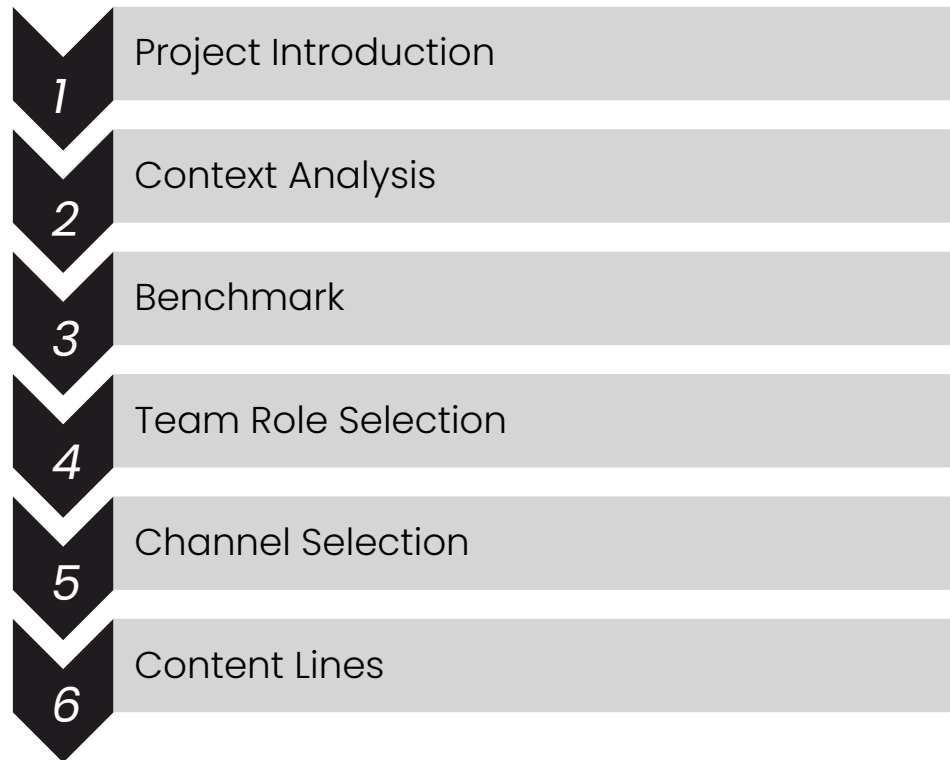 1
Project Introduction
2
Context Analysis
3
Benchmark
4
Team Role Selection
5
Channel Selection
6
Content Lines